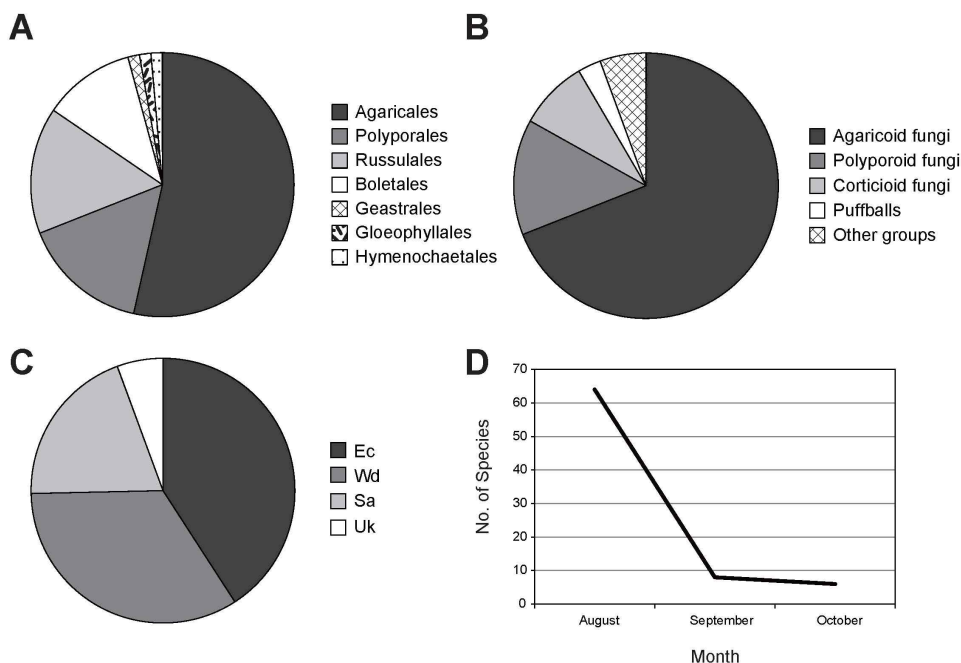 A
Agaricales
Polyporales
Russulales
Boletales
Geastrales
Gloeophyllales
Hymenochaetales
B
Agaricoid fungi
Polyporoid fungi
Corticioid fungi
Puffballs
Other groups
C
Ec
Wd
Sa
Uk
D
No. of Species
70
60
50
40
30
20
10
0
August September October
Month